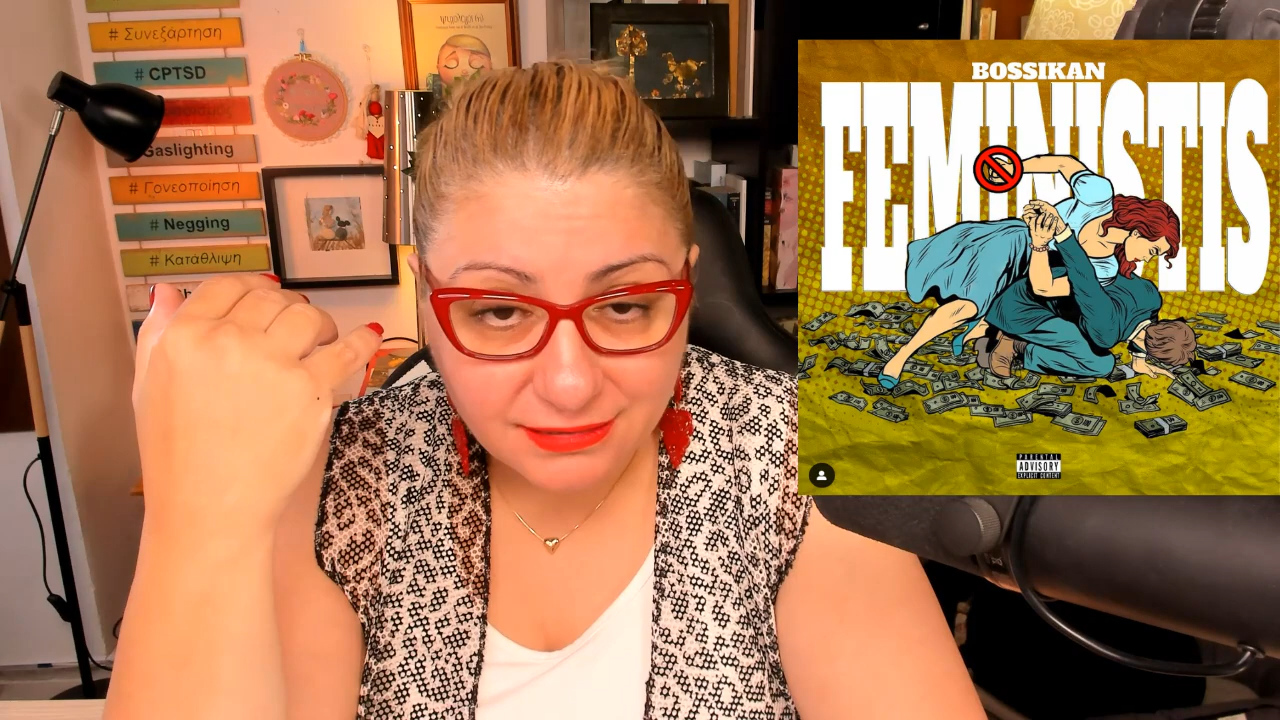 # Συνεξάρτηση
# CPTSD
Gaslighting
# Γονεοποίηση
# Negging
# Κατάθλιψη
BOSSIKAN
FEMINISTIS
PARENTAL
ADVISORY
EXPLICIT CONTENT